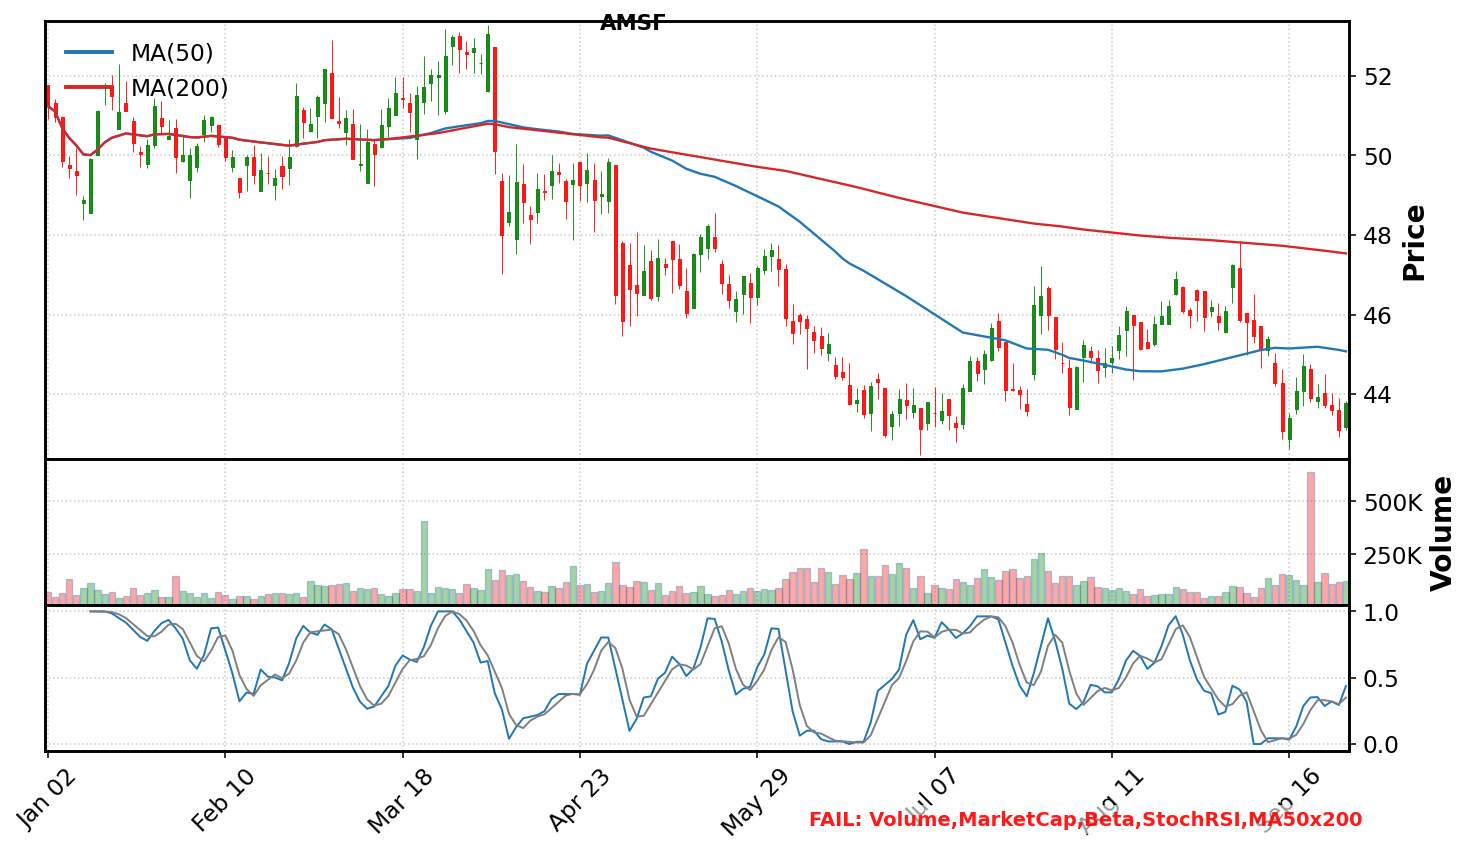 AMSF
MA(50)
MA(200)
52
50
48
46
44
Price
500K
250K
Volume
1.0
0.5
0.0
Jan 02
Feb 10
Mar 18
Apr 23
May 29
Jul 07
Aug 11
Sep 16
FAIL: Volume,MarketCap,Beta,StochRSI,MA50x200